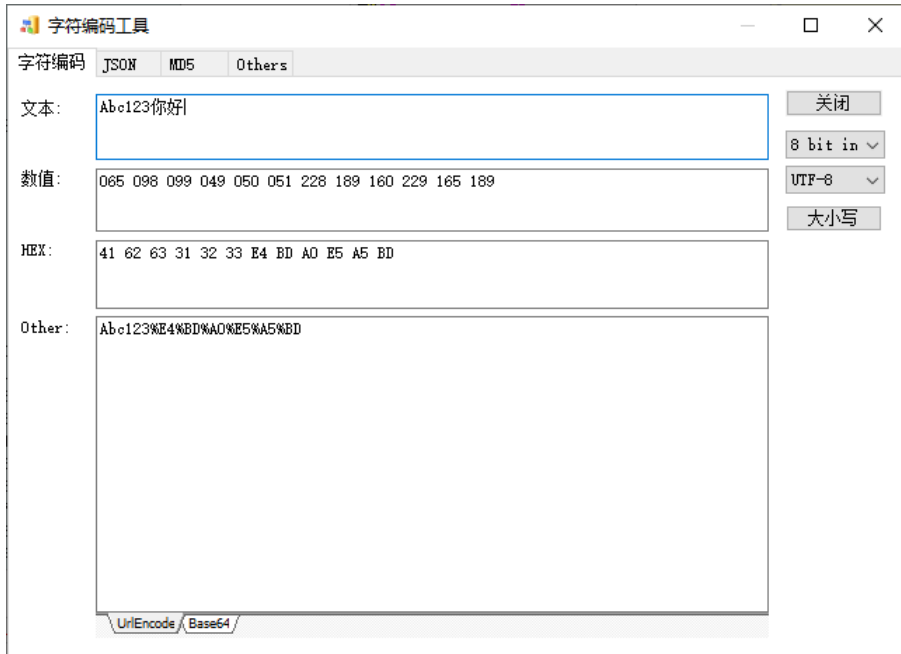 字符编码工具
字符编码 JSON MD5 Others
文本: Abc123你好 关闭
8 bit in
数值: 065 098 099 049 050 051 228 189 160 229 165 189 UTF-8
大小写
HEX: 41 62 63 31 32 33 E4 BD A0 E5 A5 BD
Other: Abc123%E4%BD%A0%E5%A5%BD
UrlEncode Base64